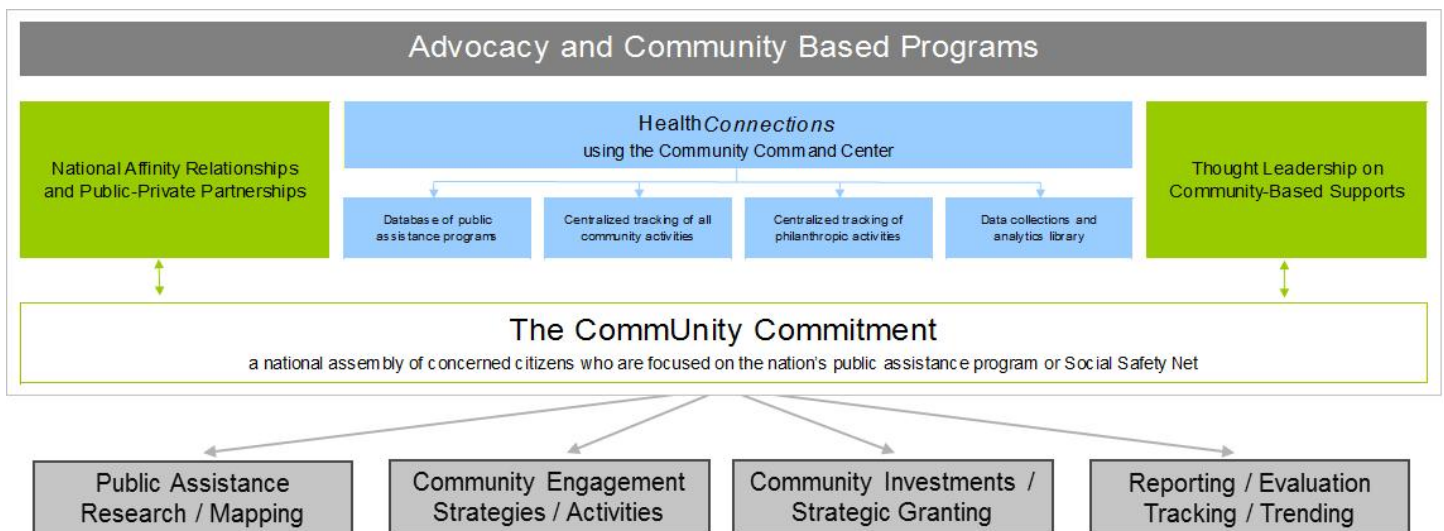 Advocacy and Community Based Programs
National Affinity Relationships
and Public-Private Partnerships
HealthConnections
using the Community Command Center
Database of public
assistance programs
Centralized tracking of all
community activities
Centralized tracking of
philanthropic activities
Data collections and
analytics library
Thought Leadership on
Community-Based Supports
The CommUnity Commitment
a national assembly of concerned citizens who are focused on the nation's public assistance program or Social Safety Net
Public Assistance
Research / Mapping
Community Engagement
Strategies / Activities
Community Investments /
Strategic Granting
Reporting / Evaluation
Tracking / Trending